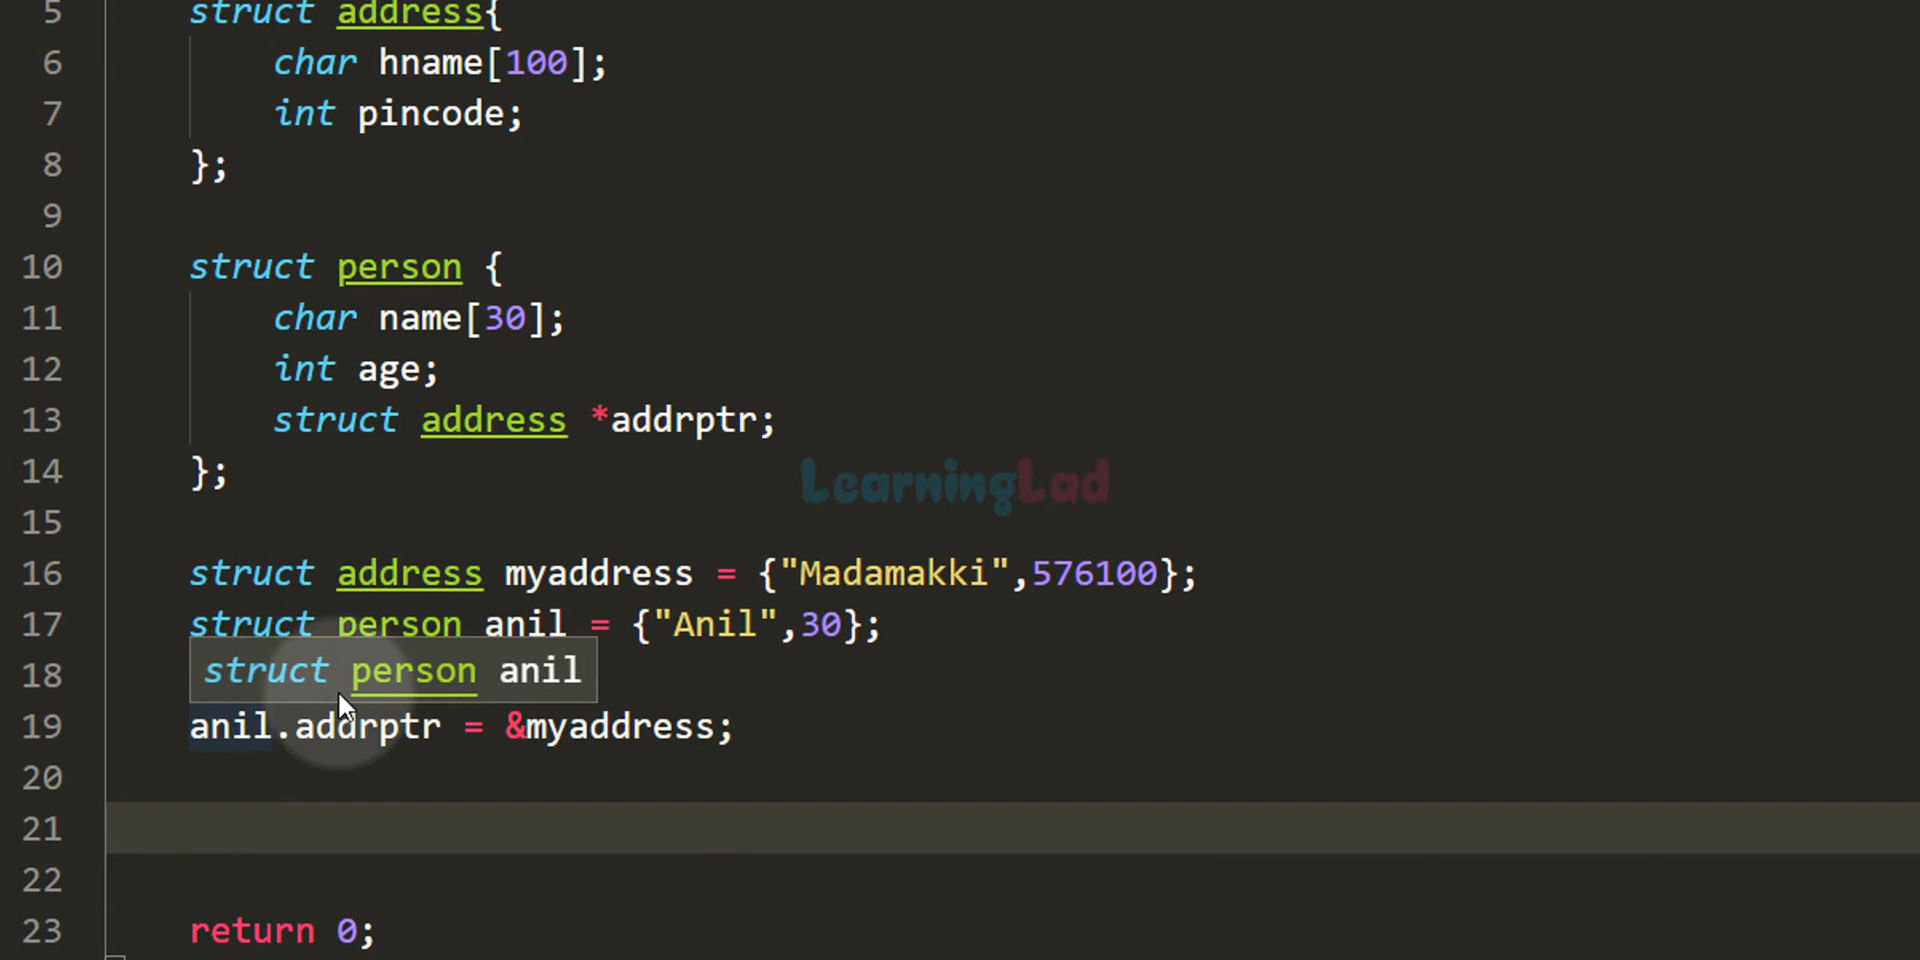 5 struct address{
6 char hname[100];
7 int pincode;
8 };
9
10 struct person {
11 char name[30];
12 int age;
13 struct address *addrptr;
14 };
LearningLad
15
16 struct address myaddress = {"Madamakki",576100};
17 struct person anil = {"Anil",30};
18 struct person anil
19 anil.addrptr = &myaddress;
20
21
22
23 return 0;